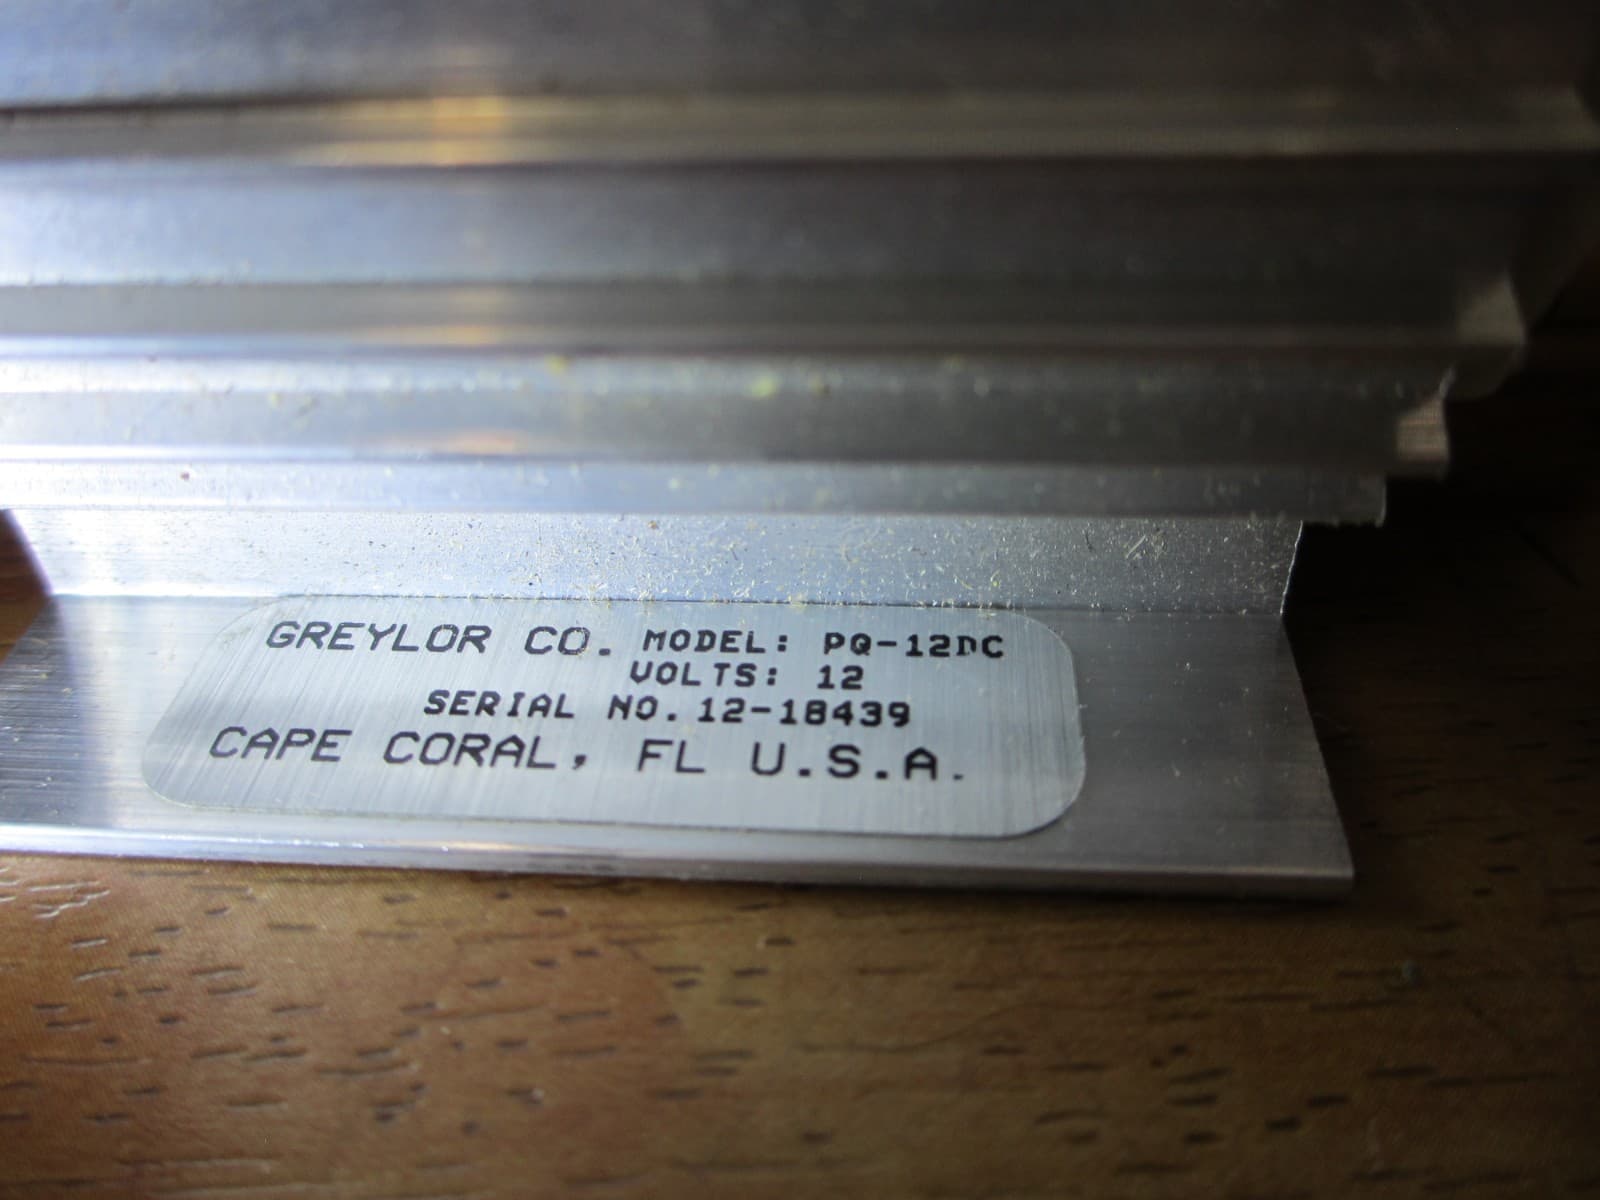 GREYLOR CO. MODEL: PQ-12DC
VOLTS: 12
SERIAL NO. 12-18439
CAPE CORAL, FL U.S.A.